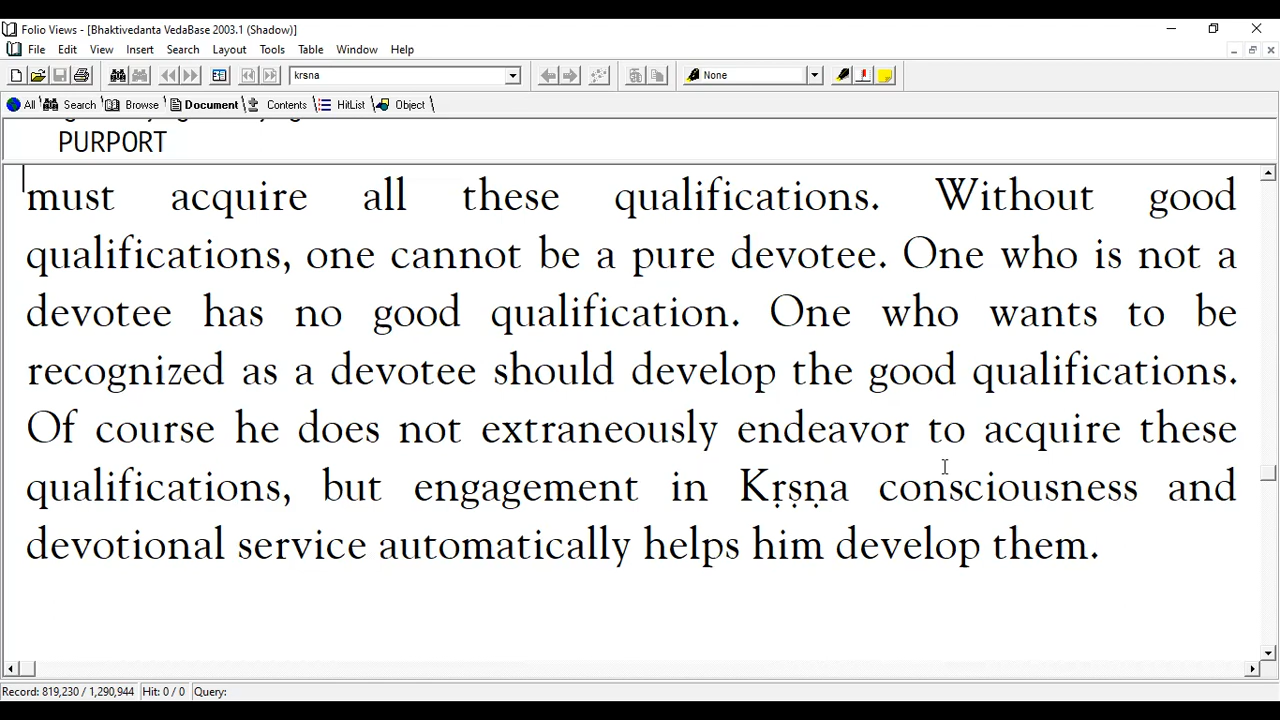 Folio Views - [Bhaktivedanta VedaBase 2003.1 (Shadow)]
File Edit View Insert Search Layout Tools Table Window Help
krsna None
All Search Browse Document Contents HitList Object
PURPORT
must acquire all these qualifications. Without good
qualifications, one cannot be a pure devotee. One who is not a
devotee has no good qualification. One who wants to be
recognized as a devotee should develop the good qualifications.
Of course he does not extraneously endeavor to acquire these
qualifications, but engagement in Kṛṣṇa consciousness and
devotional service automatically helps him develop them.
Record: 819,230 / 1,290,944 Hit: 0 / 0 Query: